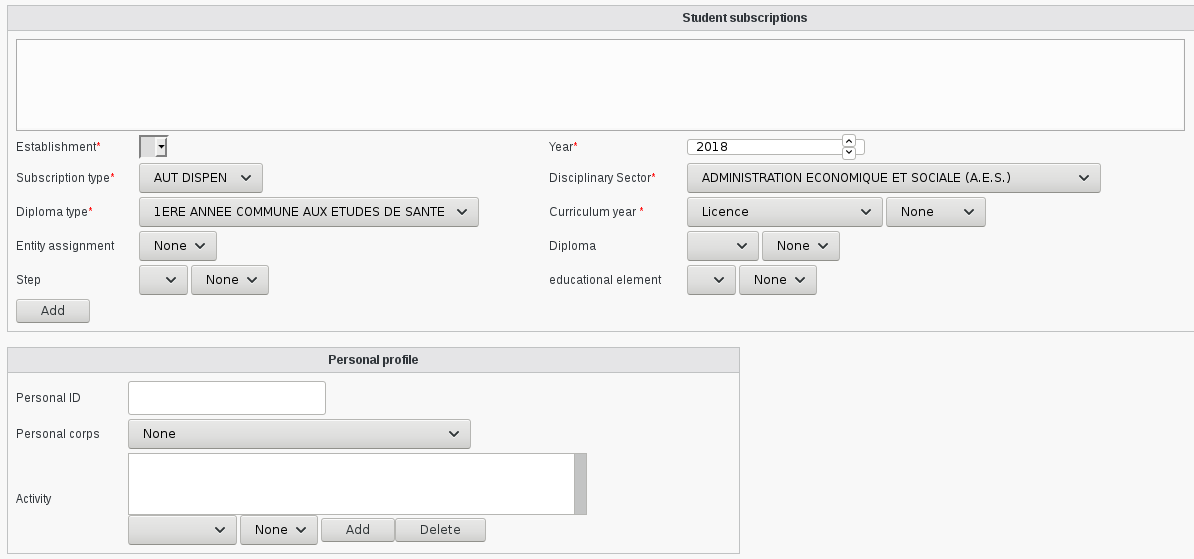 Student subscriptions
Establishment* Year* 2018
Subscription type* AUT DISPEN Disciplinary Sector* ADMINISTRATION ECONOMIQUE ET SOCIALE (A.E.S.)
Diploma type* 1ERE ANNEE COMMUNE AUX ETUDES DE SANTE Curriculum year * Licence None
Entity assignment None Diploma None
Step None educational element None
Add
Personal profile
Personal ID
Personal corps None
Activity
None Add Delete